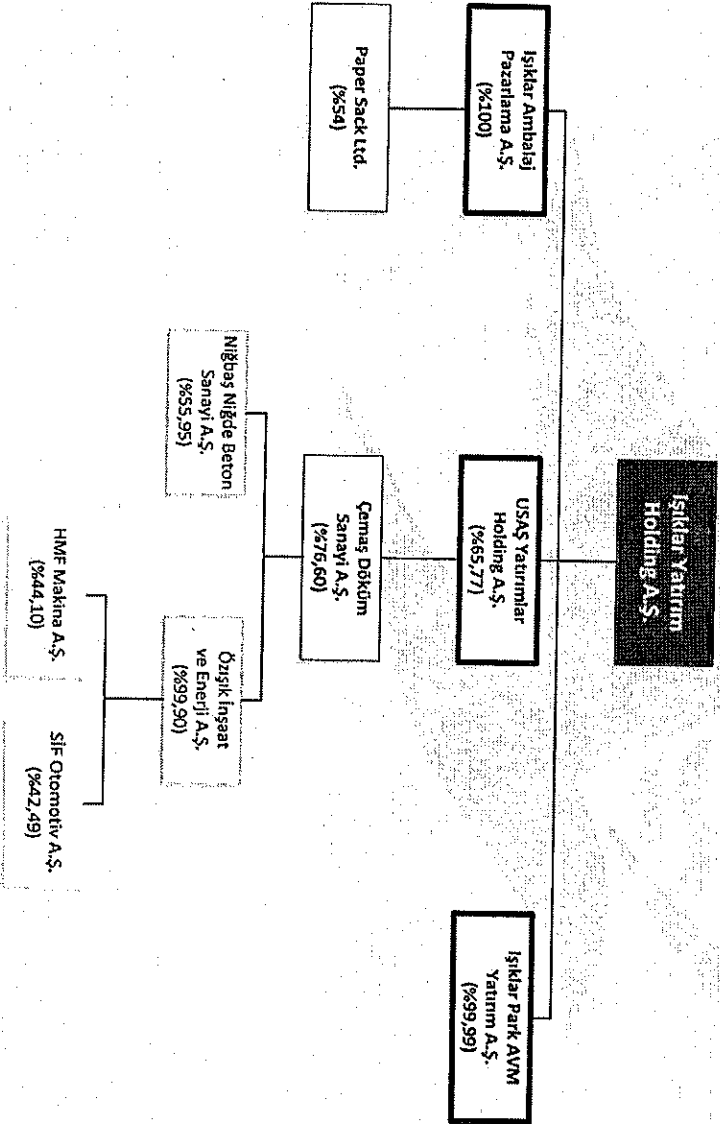 Işıklar Yatırım
Holding A.Ş.
Işıklar Ambalaj
Pazarlama A.Ş.
(%100)
USAŞ Yatırımlar
Holding A.Ş.
(%65,77)
Işıklar Park AVM
Yatırım A.Ş.
(%99,99)
Paper Sack Ltd.
(%54)
Çemaş Döküm
Sanayi A.Ş.
(%76,60)
Niğbaş Niğde Beton
Sanayi A.Ş.
(%55,95)
Özışık İnşaat
ve Enerji A.Ş.
(%99,90)
HMF Makina A.Ş.
(%44,10)
SİF Otomotiv A.Ş.
(%42,49)